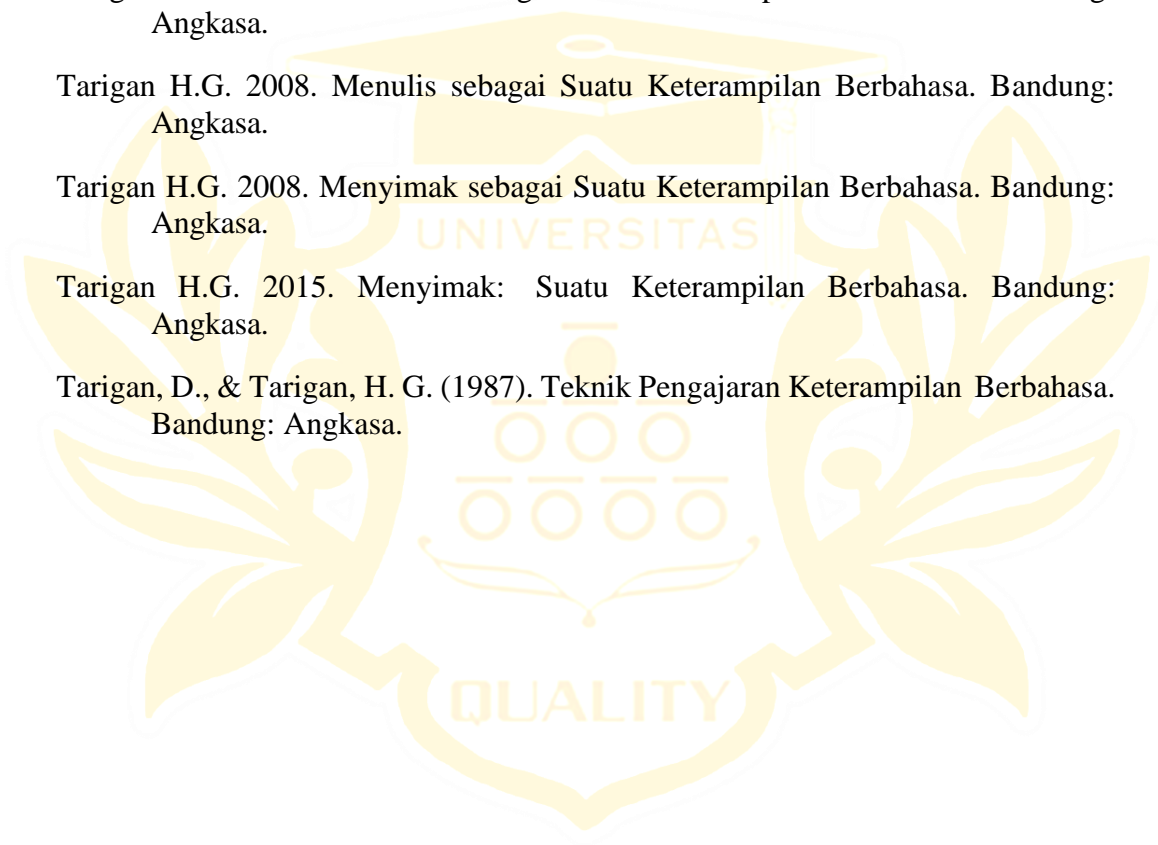 Angkasa.
Tarigan H.G. 2008. Menulis sebagai Suatu Keterampilan Berbahasa. Bandung:
Angkasa.
Tarigan H.G. 2008. Menyimak sebagai Suatu Keterampilan Berbahasa. Bandung:
Angkasa.
UNIVERSITAS
Tarigan H.G. 2015. Menyimak: Suatu Keterampilan Berbahasa. Bandung:
Angkasa.
Tarigan, D., & Tarigan, H. G. (1987). Teknik Pengajaran Keterampilan Berbahasa.
Bandung: Angkasa.
QUALITY